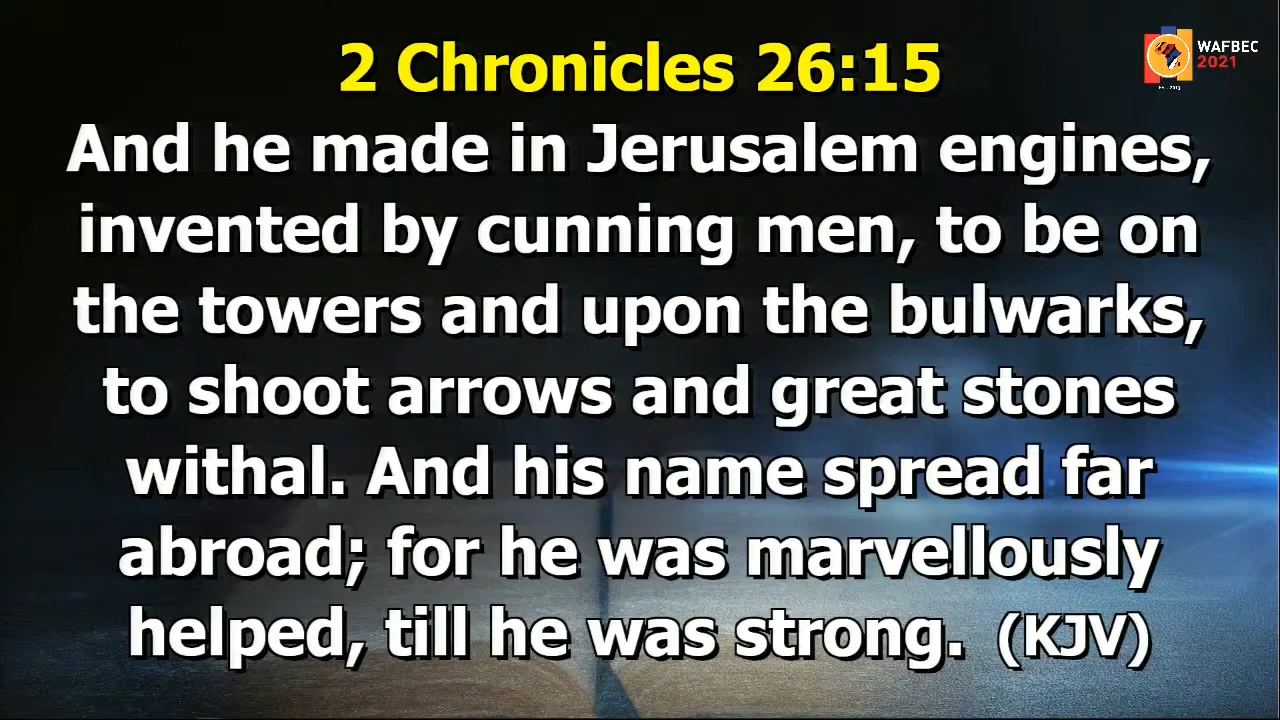 2 Chronicles 26:15
WAFBEC
2021
And he made in Jerusalem engines,
invented by cunning men, to be on
the towers and upon the bulwarks,
to shoot arrows and great stones
withal. And his name spread far
abroad; for he was marvellously
helped, till he was strong. (KJV)